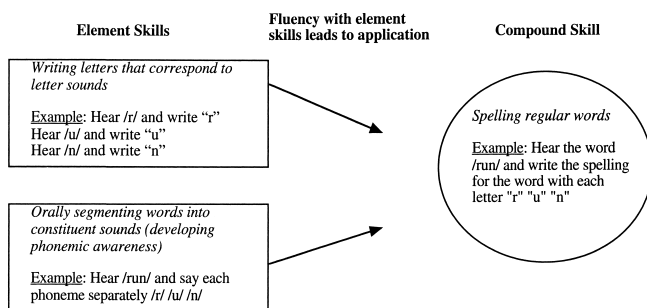 Element Skills
Fluency with element
skills leads to application
Compound Skill
Writing letters that correspond to
letter sounds
Example: Hear /r/ and write “r”
Hear /u/ and write “u”
Hear /n/ and write “n”
Orally segmenting words into
constituent sounds (developing
phonemic awareness)
Example: Hear /run/ and say each
phoneme separately /r/ /u/ /n/
Spelling regular words
Example: Hear the word
/run/ and write the spelling
for the word with each
letter "r" "u" "n"